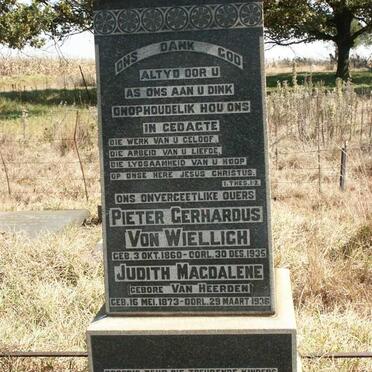 ONS DANK GOD
ALTYD OOR U
AS ONS AAN U DINK
ONOPHOUDELIK HOU ONS
IN GEDAGTE
DIE WERK VAN U GELOOF,
DIE ARBEID VAN U LIEFDE,
DIE LYDSAAMHEID VAN U HOOP
OP ONSE HERE JESUS CHRISTUS.
I. THES. 1:3.
ONS ONVERGEETLIKE OUERS
PIETER GERHARDUS
VON WIELLIGH
GEB. 3 OKT. 1860 - OORL. 30 DES. 1935
JUDITH MAGDALENE
(GEBORE VAN HEERDEN)
GEB. 16 MEI. 1873 - OORL. 29 MAART 1936
DIE TREURENDE KINDERS